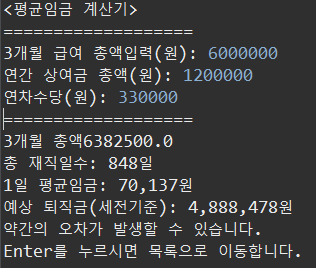 <평균임금 계산기>
===================
3개월 급여 총액입력(원): 6000000
연간 상여금 총액(원): 1200000
연차수당(원): 330000
===================
3개월 총액6382500.0
총 재직일수: 848일
1일 평균임금: 70,137원
예상 퇴직금(세전기준): 4,888,478원
약간의 오차가 발생할 수 있습니다.
Enter를 누르시면 목록으로 이동합니다.